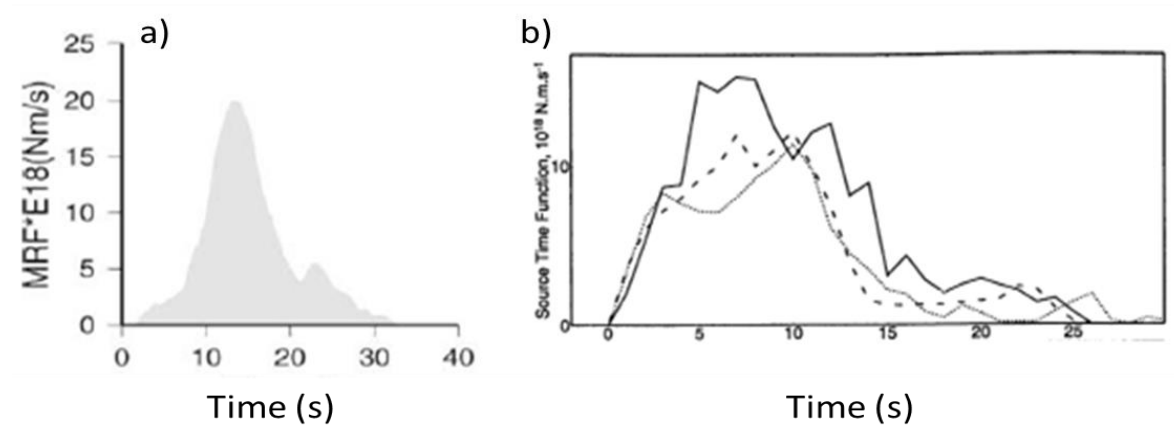 a)
MRF*E18(Nm/s)
25
20
15
10
5
0
0 10 20 30 40
Time (s)
b)
Source Time Function, 10¹⁸ N.m.s⁻¹
10
0
0 5 10 15 20 25
Time (s)